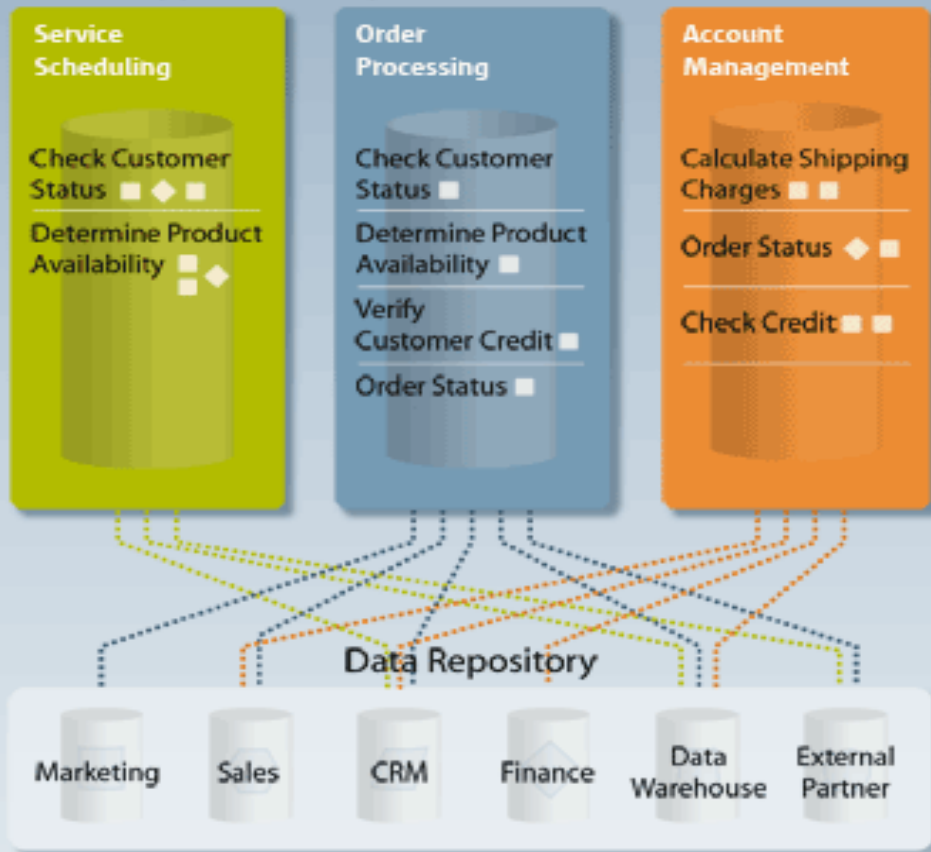 Service
Scheduling
Check Customer
Status
Determine Product
Availability
Order
Processing
Check Customer
Status
Determine Product
Availability
Verify
Customer Credit
Order Status
Account
Management
Calculate Shipping
Charges
Order Status
Check Credit
Data Repository
Marketing
Sales
CRM
Finance
Data
Warehouse
External
Partner